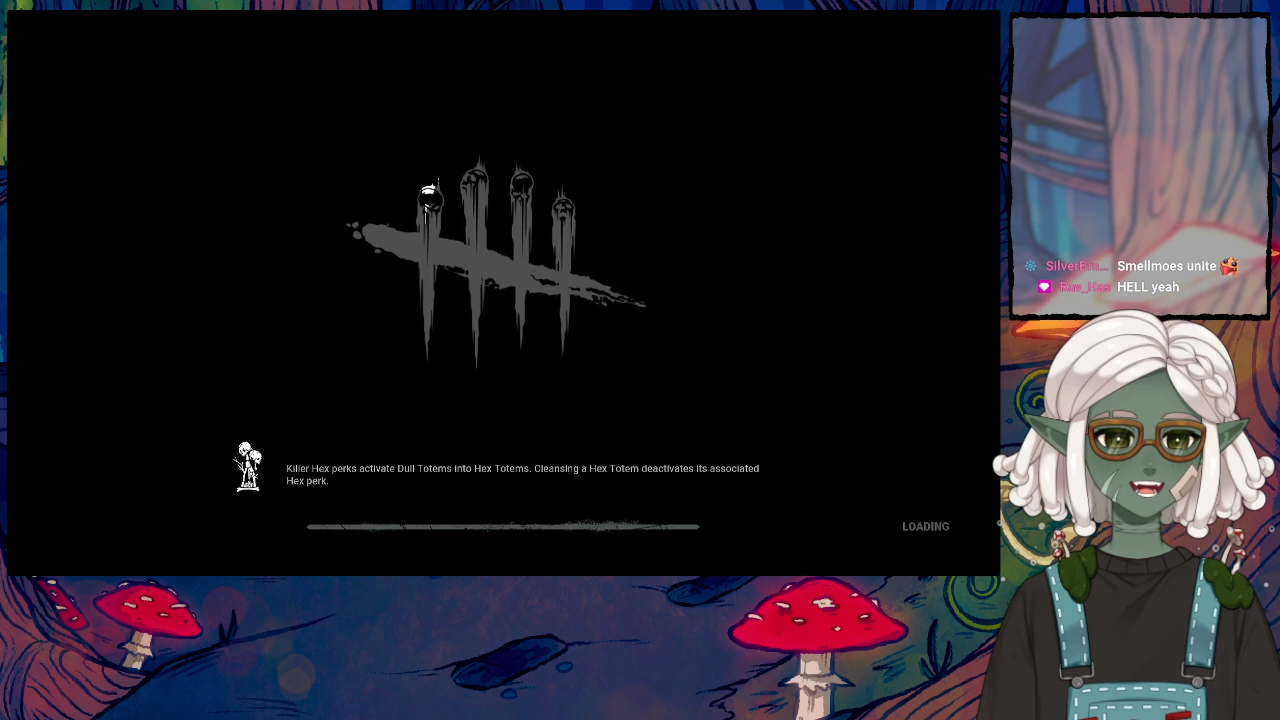 SilverBra... Smellmoes unite
Rav_Has HELL yeah
Killer Hex perks activate Dull Totems into Hex Totems. Cleansing a Hex Totem deactivates its associated
Hex perk.
LOADING